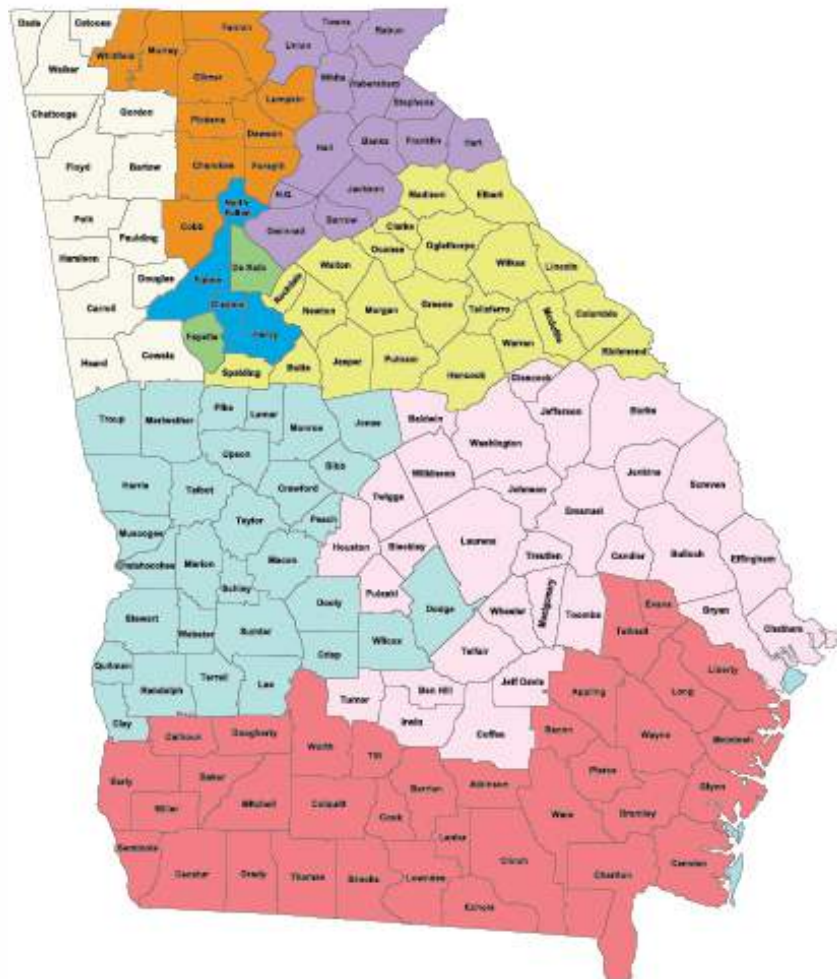 Dade
Catoosa
Whitfield
Murray
Fannin
Union
Towns
Rabun
Walker
Gilmer
White
Habersham
Stephens
Chattooga
Gordon
Pickens
Lumpkin
Dawson
Hall
Banks
Franklin
Hart
Floyd
Bartow
Cherokee
Forsyth
Jackson
Madison
Elbert
Polk
Paulding
Cobb
North
Fulton
H.G.
Gwinnett
Barrow
Clarke
Oconee
Oglethorpe
Haralson
Douglas
De Kalb
Walton
Wilkes
Lincoln
Carroll
Clayton
Rockdale
Newton
Morgan
Greene
Taliaferro
McDuffie
Columbia
Heard
Coweta
Fayette
Henry
Spalding
Butts
Jasper
Putnam
Hancock
Warren
Richmond
Glascock
Troup
Meriwether
Pike
Lamar
Monroe
Jones
Baldwin
Washington
Jefferson
Burke
Upson
Bibb
Wilkinson
Harris
Talbot
Crawford
Twiggs
Johnson
Jenkins
Screven
Emanuel
Muscogee
Taylor
Peach
Houston
Bleckley
Laurens
Treutlen
Candler
Bulloch
Effingham
Chattahoochee
Marion
Macon
Schley
Pulaski
Dooly
Dodge
Wheeler
Montgomery
Toombs
Evans
Bryan
Chatham
Stewart
Webster
Sumter
Crisp
Wilcox
Telfair
Tattnall
Liberty
Quitman
Randolph
Terrell
Lee
Turner
Ben Hill
Jeff Davis
Appling
Long
Clay
Calhoun
Dougherty
Worth
Tift
Irwin
Coffee
Bacon
Wayne
McIntosh
Early
Baker
Mitchell
Colquitt
Berrien
Atkinson
Pierce
Glynn
Miller
Cook
Ware
Brantley
Seminole
Decatur
Grady
Thomas
Brooks
Lanier
Lowndes
Clinch
Charlton
Camden
Echols